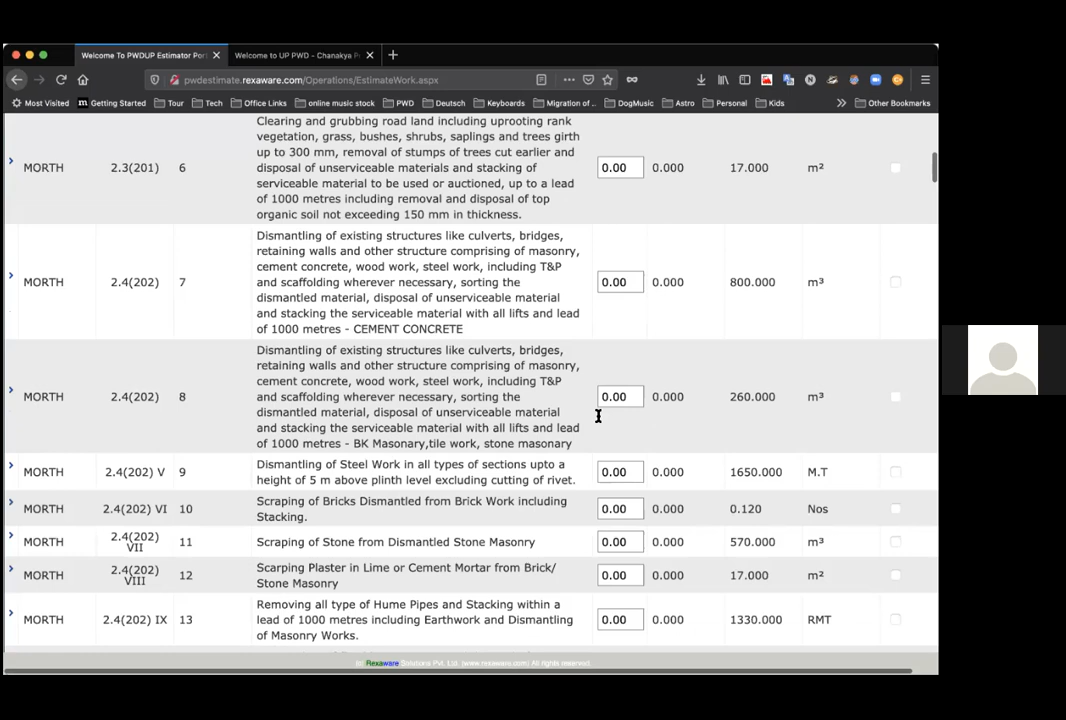 Welcome To PWDUP Estimator Por
Welcome to UP PWD - Chanakya P
pwdestimate.rexaware.com/Operations/EstimateWork.aspx
Most Visited Getting Started Tour Tech Office Links online music stock PWD Deutsch Keyboards Migration of .. DogMusic Astro Personal Kids Other Bookmarks
Clearing and grubbing road land including uprooting rank
vegetation, grass, bushes, shrubs, saplings and trees girth
up to 300 mm, removal of stumps of trees cut earlier and
MORTH 2.3(201) 6 disposal of unserviceable materials and stacking of 0.00 0.000 17.000 m²
serviceable material to be used or auctioned, up to a lead
of 1000 metres including removal and disposal of top
organic soil not exceeding 150 mm in thickness.
Dismantling of existing structures like culverts, bridges,
retaining walls and other structure comprising of masonry,
cement concrete, wood work, steel work, including T&P
MORTH 2.4(202) 7 and scaffolding wherever necessary, sorting the 0.00 0.000 800.000 m³
dismantled material, disposal of unserviceable material
and stacking the serviceable material with all lifts and lead
of 1000 metres - CEMENT CONCRETE
Dismantling of existing structures like culverts, bridges,
retaining walls and other structure comprising of masonry,
cement concrete, wood work, steel work, including T&P
MORTH 2.4(202) 8 and scaffolding wherever necessary, sorting the 0.00 0.000 260.000 m³
dismantled material, disposal of unserviceable material
and stacking the serviceable material with all lifts and lead
of 1000 metres - BK Masonary,tile work, stone masonary
MORTH 2.4(202) V 9 Dismantling of Steel Work in all types of sections upto a 0.00 0.000 1650.000 M.T
height of 5 m above plinth level excluding cutting of rivet.
MORTH 2.4(202) VI 10 Scraping of Bricks Dismantled from Brick Work including 0.00 0.000 0.120 Nos
Stacking.
MORTH 2.4(202) VII 11 Scraping of Stone from Dismantled Stone Masonry 0.00 0.000 570.000 m³
MORTH 2.4(202) VIII 12 Scarping Plaster in Lime or Cement Mortar from Brick/ 0.00 0.000 17.000 m²
Stone Masonry
Removing all type of Hume Pipes and Stacking within a
MORTH 2.4(202) IX 13 lead of 1000 metres including Earthwork and Dismantling 0.00 0.000 1330.000 RMT
of Masonry Works.
Rexaware Solutions Pvt. Ltd. (www.rexaware.com) All rights reserved.